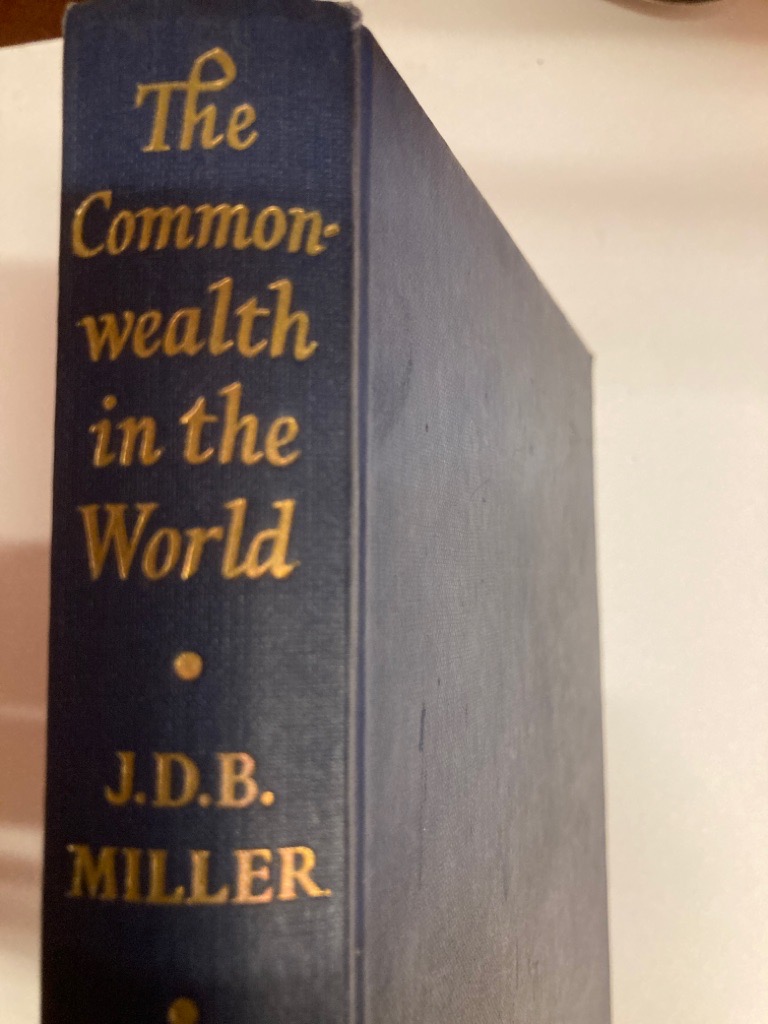 The
Common-
wealth
in the
World
•
J.D.B.
MILLER
•